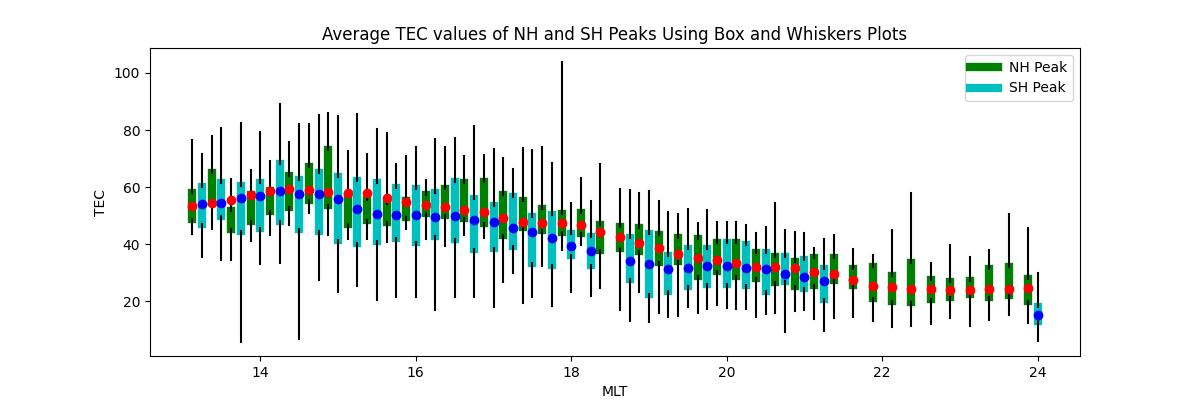 Average TEC values of NH and SH Peaks Using Box and Whiskers Plots
NH Peak
SH Peak
100
80
60
40
20
TEC
14 16 18 20 22 24
MLT